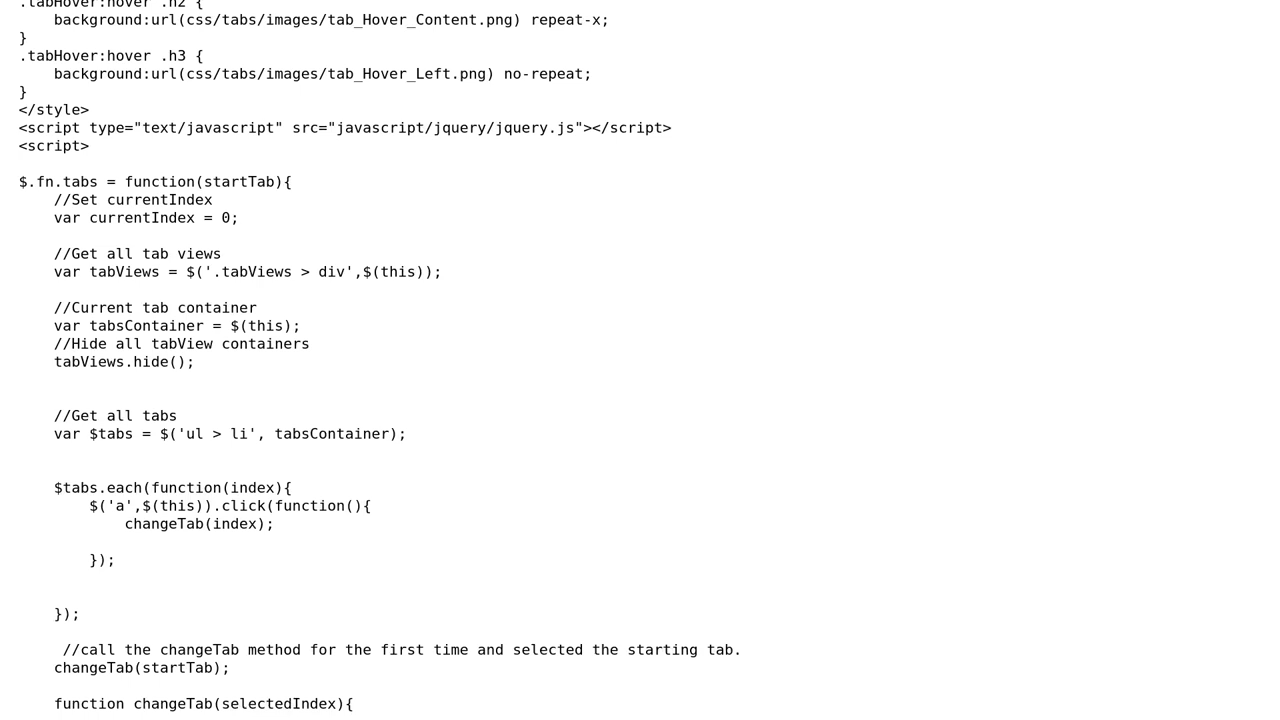 .tabHover:hover .h2 {
    background:url(css/tabs/images/tab_Hover_Content.png) repeat-x;
}
.tabHover:hover .h3 {
    background:url(css/tabs/images/tab_Hover_Left.png) no-repeat;
}
</style>
<script type="text/javascript" src="javascript/jquery/jquery.js"></script>
<script>

$.fn.tabs = function(startTab){
    //Set currentIndex
    var currentIndex = 0;

    //Get all tab views
    var tabViews = $('.tabViews > div',$(this));

    //Current tab container
    var tabsContainer = $(this);
    //Hide all tabView containers
    tabViews.hide();


    //Get all tabs
    var $tabs = $('ul > li', tabsContainer);


    $tabs.each(function(index){
        $('a',$(this)).click(function(){
            changeTab(index);

        });


    });

     //call the changeTab method for the first time and selected the starting tab.
    changeTab(startTab);

    function changeTab(selectedIndex){